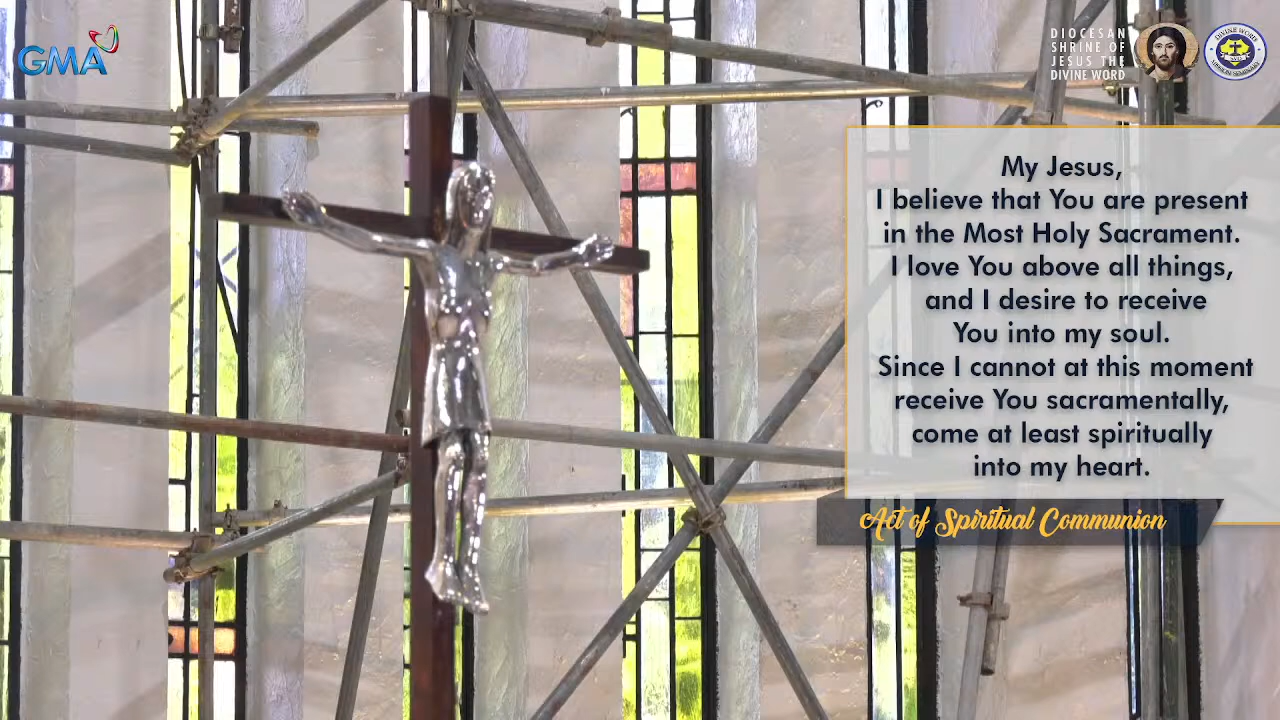 GMA
DIOCESAN
SHRINE OF
JESUS THE
DIVINE WORD
DIVINE WORD
My Jesus,
I believe that You are present
in the Most Holy Sacrament.
I love You above all things,
and I desire to receive
You into my soul.
Since I cannot at this moment
receive You sacramentally,
come at least spiritually
into my heart.
Act of Spiritual Communion